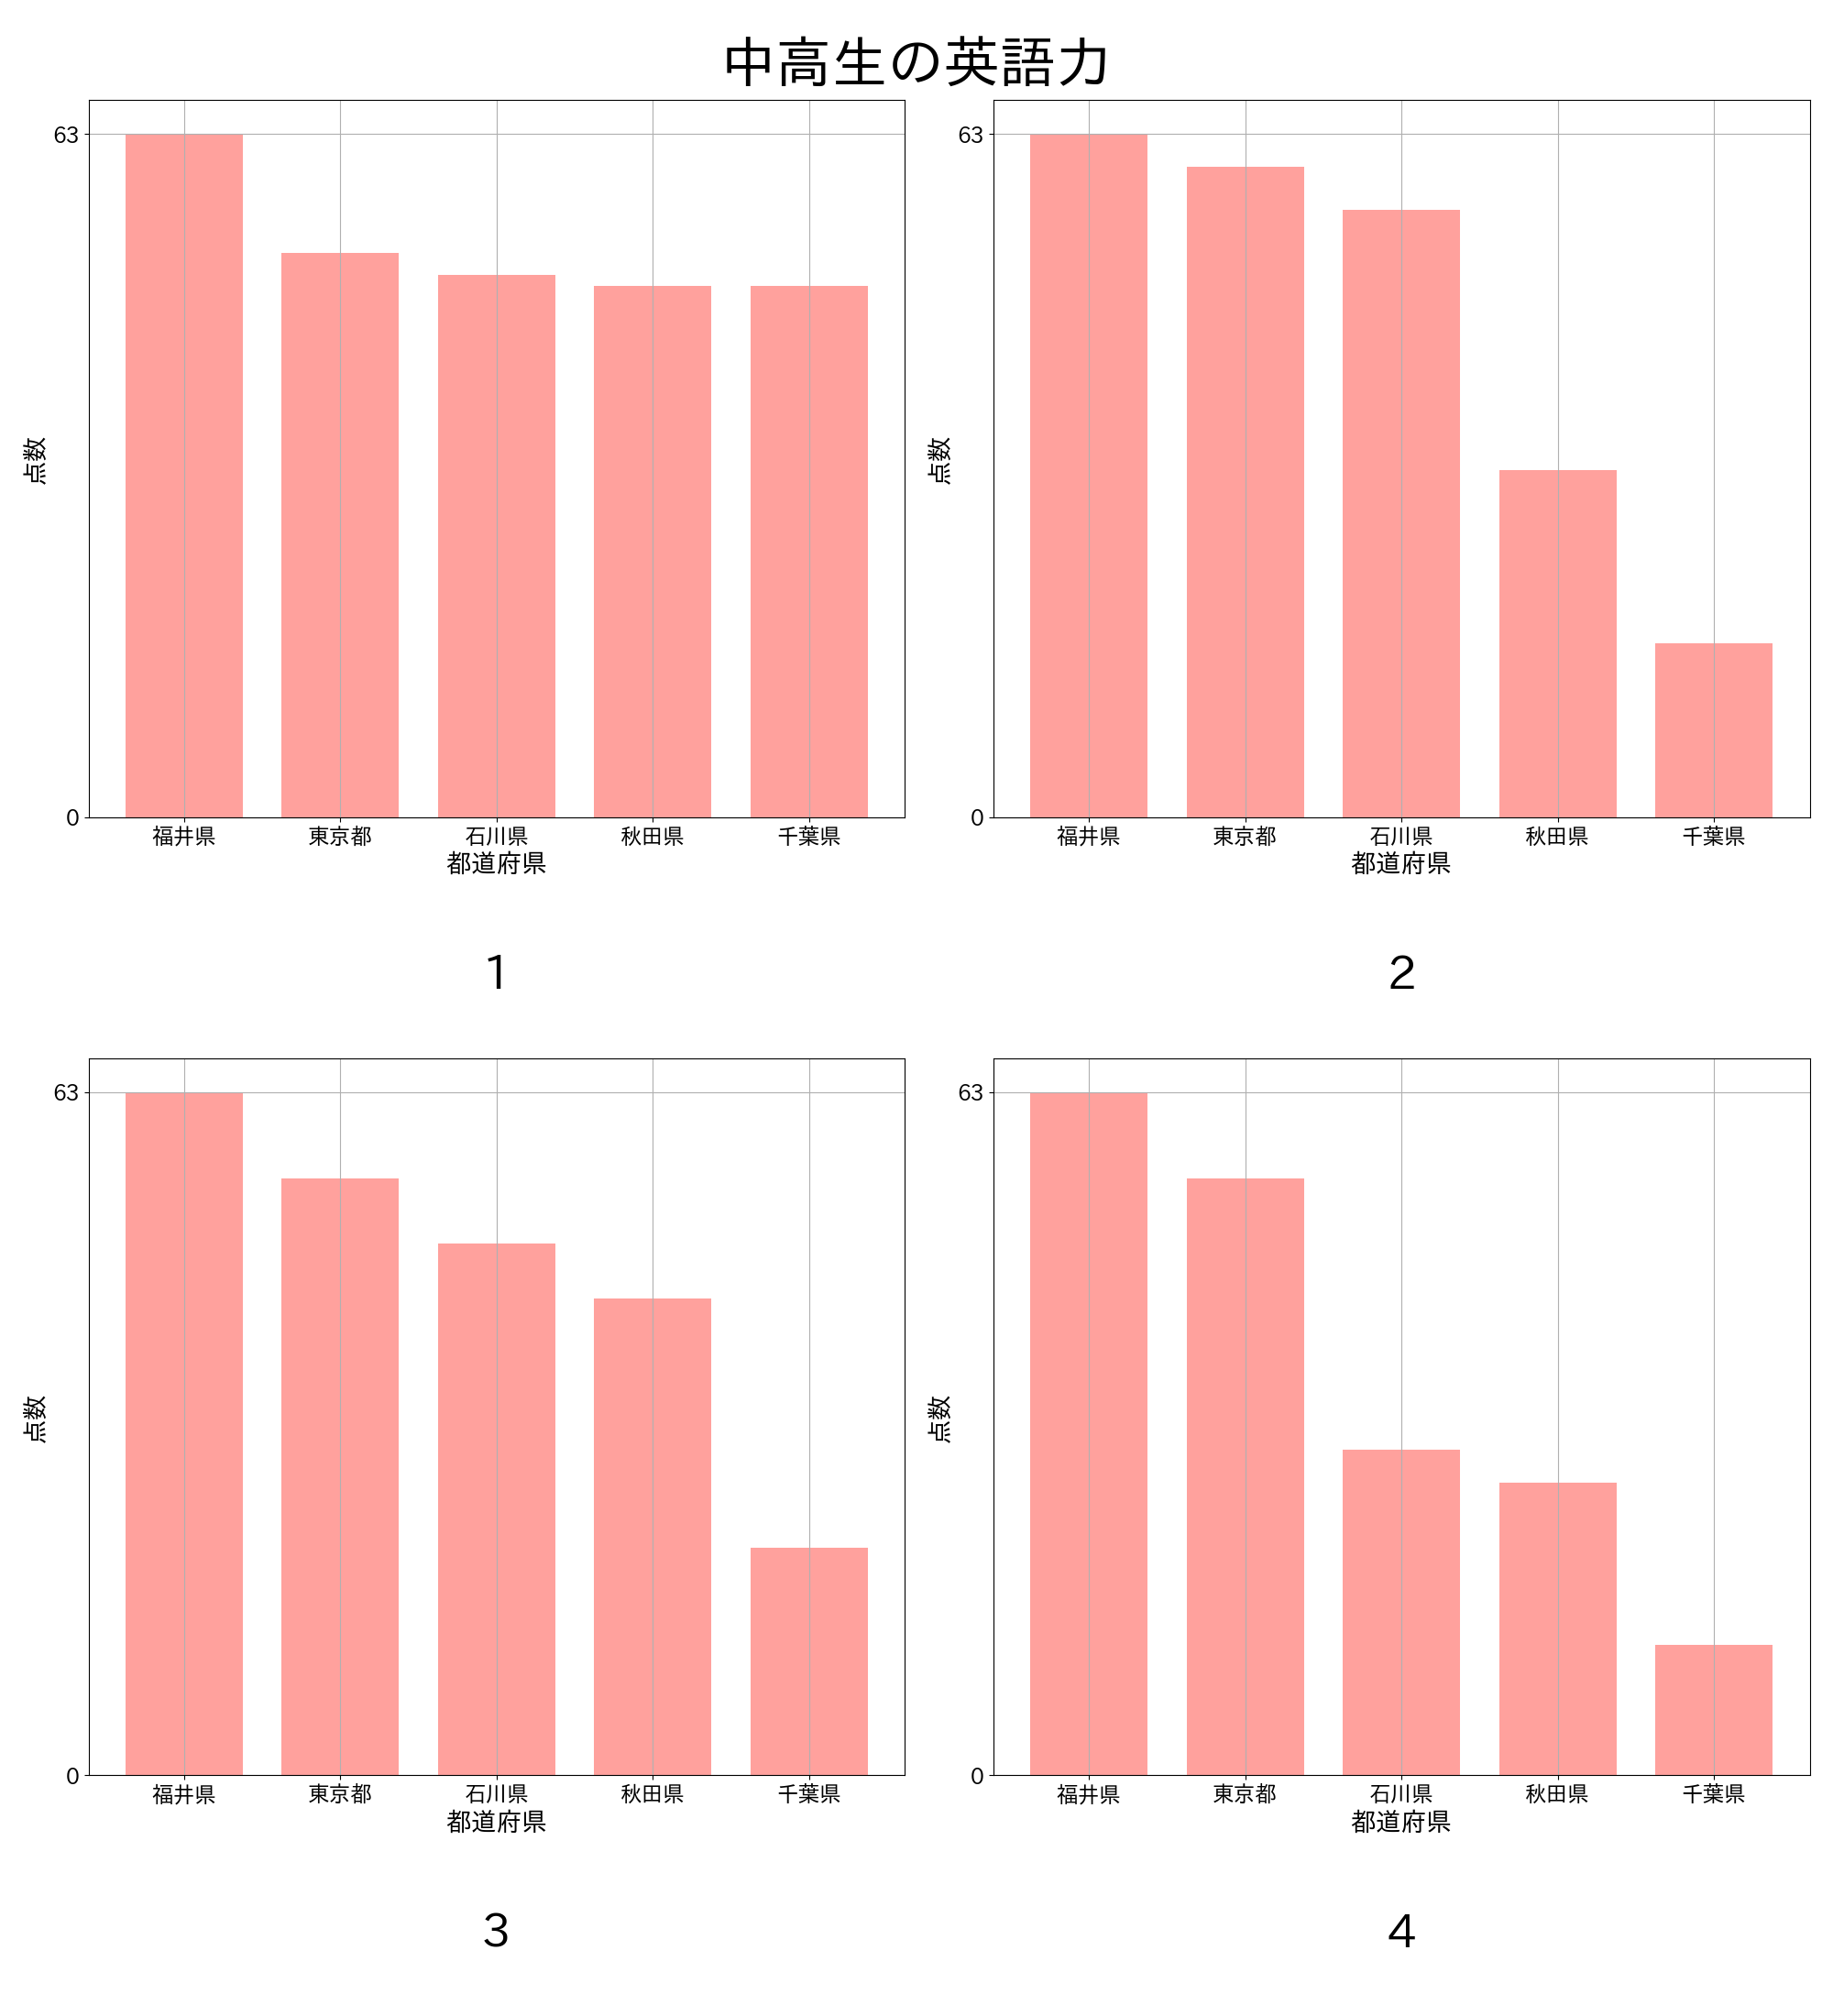 中高生の英語力
63
0
点数
福井県 東京都 石川県 秋田県 千葉県
都道府県
1
63
0
点数
福井県 東京都 石川県 秋田県 千葉県
都道府県
2
63
0
点数
福井県 東京都 石川県 秋田県 千葉県
都道府県
3
63
0
点数
福井県 東京都 石川県 秋田県 千葉県
都道府県
4